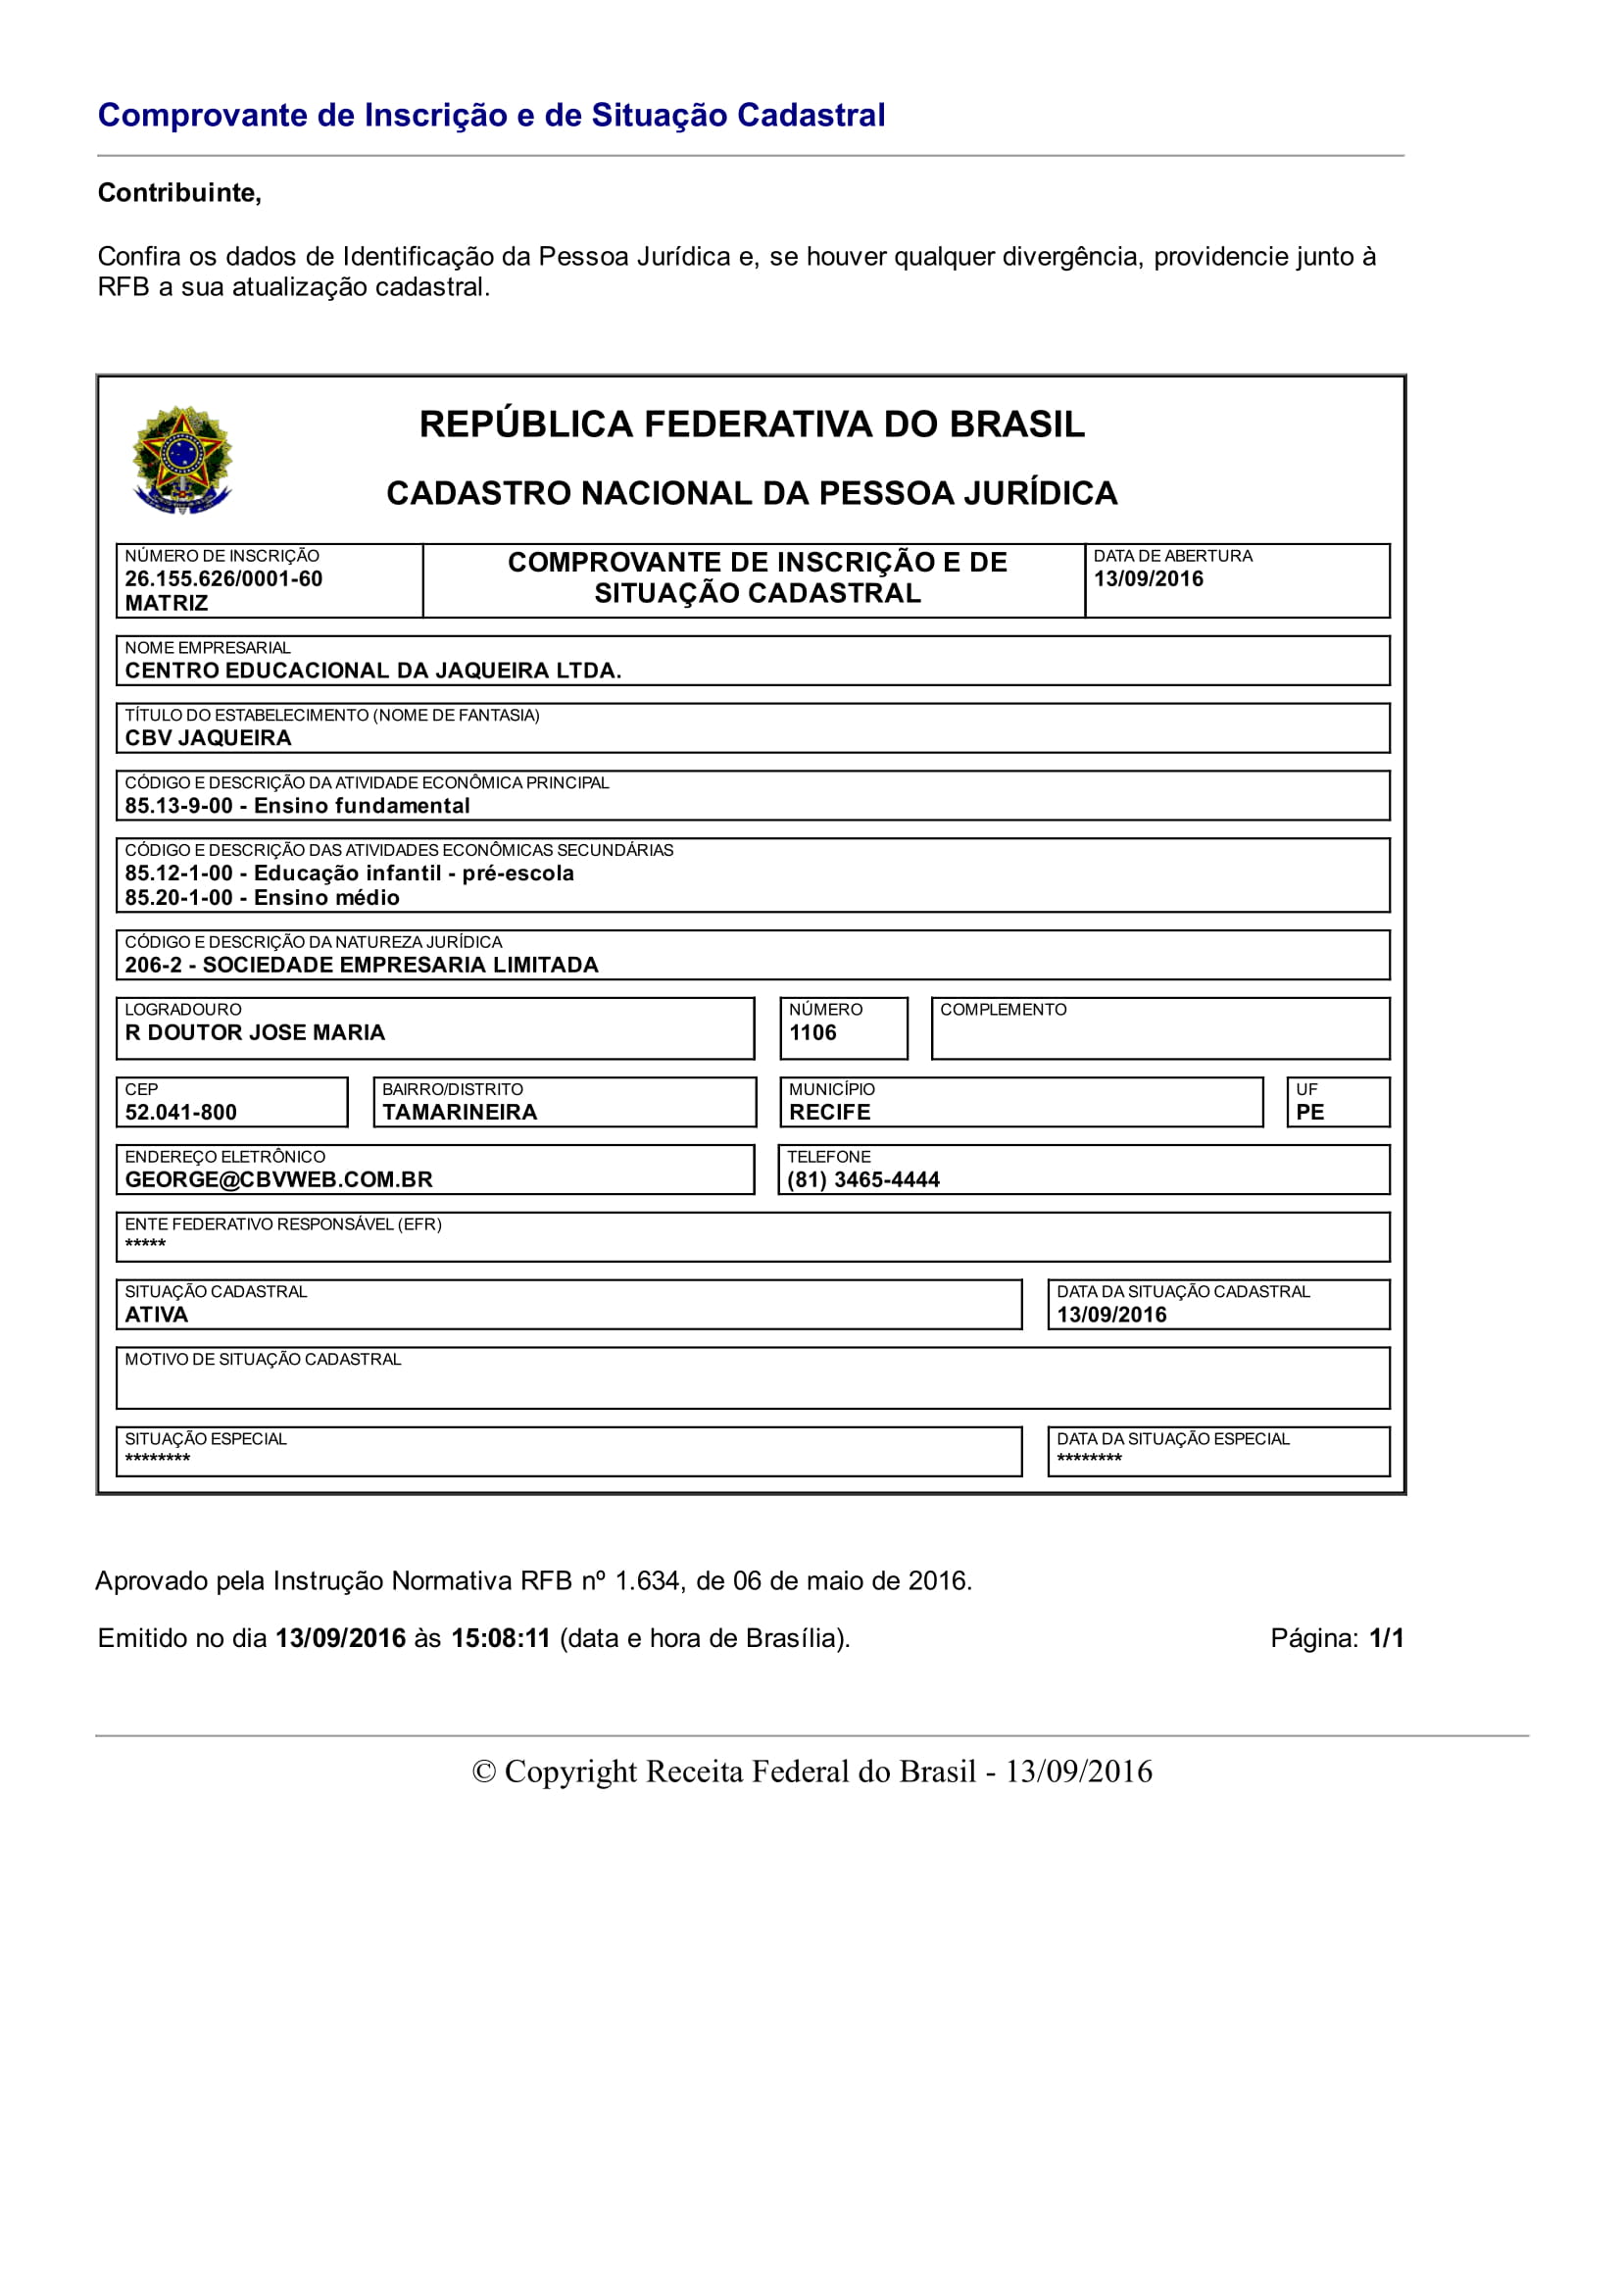 Comprovante de Inscrição e de Situação Cadastral
Contribuinte,
Confira os dados de Identificação da Pessoa Jurídica e, se houver qualquer divergência, providencie junto à
RFB a sua atualização cadastral.
REPÚBLICA FEDERATIVA DO BRASIL
CADASTRO NACIONAL DA PESSOA JURÍDICA
NÚMERO DE INSCRIÇÃO
26.155.626/0001-60
MATRIZ
COMPROVANTE DE INSCRIÇÃO E DE
SITUAÇÃO CADASTRAL
DATA DE ABERTURA
13/09/2016
NOME EMPRESARIAL
CENTRO EDUCACIONAL DA JAQUEIRA LTDA.
TÍTULO DO ESTABELECIMENTO (NOME DE FANTASIA)
CBV JAQUEIRA
CÓDIGO E DESCRIÇÃO DA ATIVIDADE ECONÔMICA PRINCIPAL
85.13-9-00 - Ensino fundamental
CÓDIGO E DESCRIÇÃO DAS ATIVIDADES ECONÔMICAS SECUNDÁRIAS
85.12-1-00 - Educação infantil - pré-escola
85.20-1-00 - Ensino médio
CÓDIGO E DESCRIÇÃO DA NATUREZA JURÍDICA
206-2 - SOCIEDADE EMPRESARIA LIMITADA
LOGRADOURO
R DOUTOR JOSE MARIA
NÚMERO
1106
COMPLEMENTO
CEP
52.041-800
BAIRRO/DISTRITO
TAMARINEIRA
MUNICÍPIO
RECIFE
UF
PE
ENDEREÇO ELETRÔNICO
GEORGE@CBVWEB.COM.BR
TELEFONE
(81) 3465-4444
ENTE FEDERATIVO RESPONSÁVEL (EFR)
*****
SITUAÇÃO CADASTRAL
ATIVA
DATA DA SITUAÇÃO CADASTRAL
13/09/2016
MOTIVO DE SITUAÇÃO CADASTRAL
SITUAÇÃO ESPECIAL
********
DATA DA SITUAÇÃO ESPECIAL
********
Aprovado pela Instrução Normativa RFB nº 1.634, de 06 de maio de 2016.
Emitido no dia 13/09/2016 às 15:08:11 (data e hora de Brasília).
Página: 1/1
© Copyright Receita Federal do Brasil - 13/09/2016